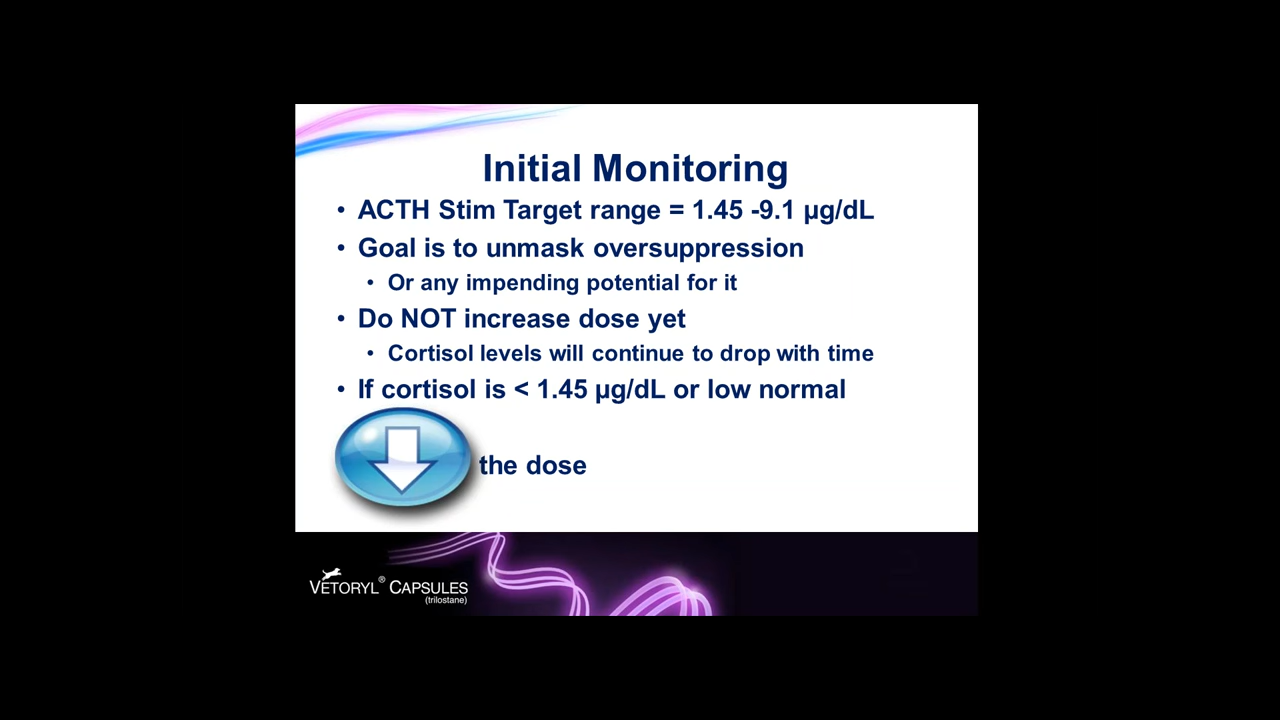 Initial Monitoring
• ACTH Stim Target range = 1.45 -9.1 µg/dL
• Goal is to unmask oversuppression
• Or any impending potential for it
• Do NOT increase dose yet
• Cortisol levels will continue to drop with time
• If cortisol is < 1.45 µg/dL or low normal
the dose
VETORYL® CAPSULES
(trilostane)